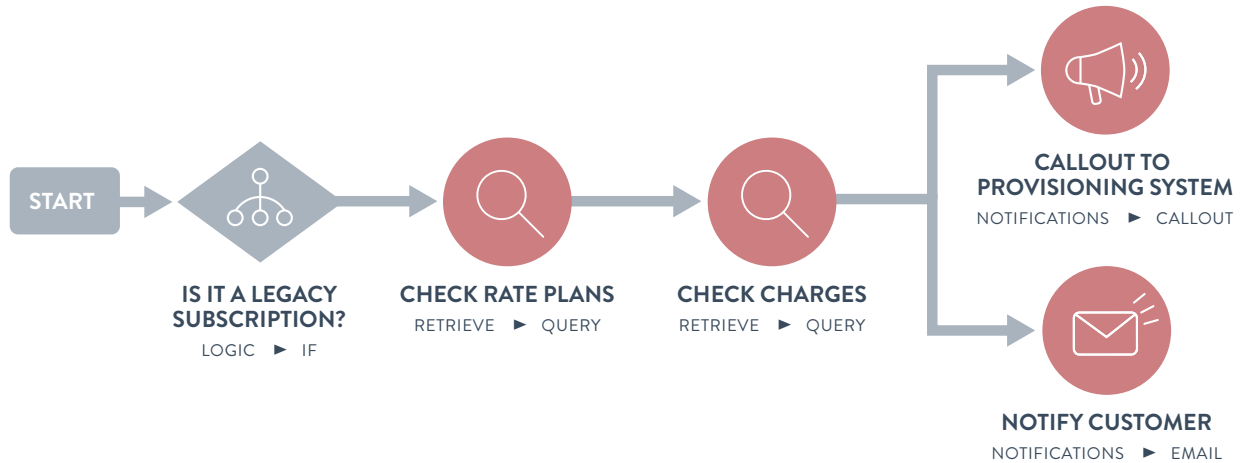 START
IS IT A LEGACY
SUBSCRIPTION?
LOGIC ► IF
CHECK RATE PLANS
RETRIEVE ► QUERY
CHECK CHARGES
RETRIEVE ► QUERY
CALLOUT TO
PROVISIONING SYSTEM
NOTIFICATIONS ► CALLOUT
NOTIFY CUSTOMER
NOTIFICATIONS ► EMAIL